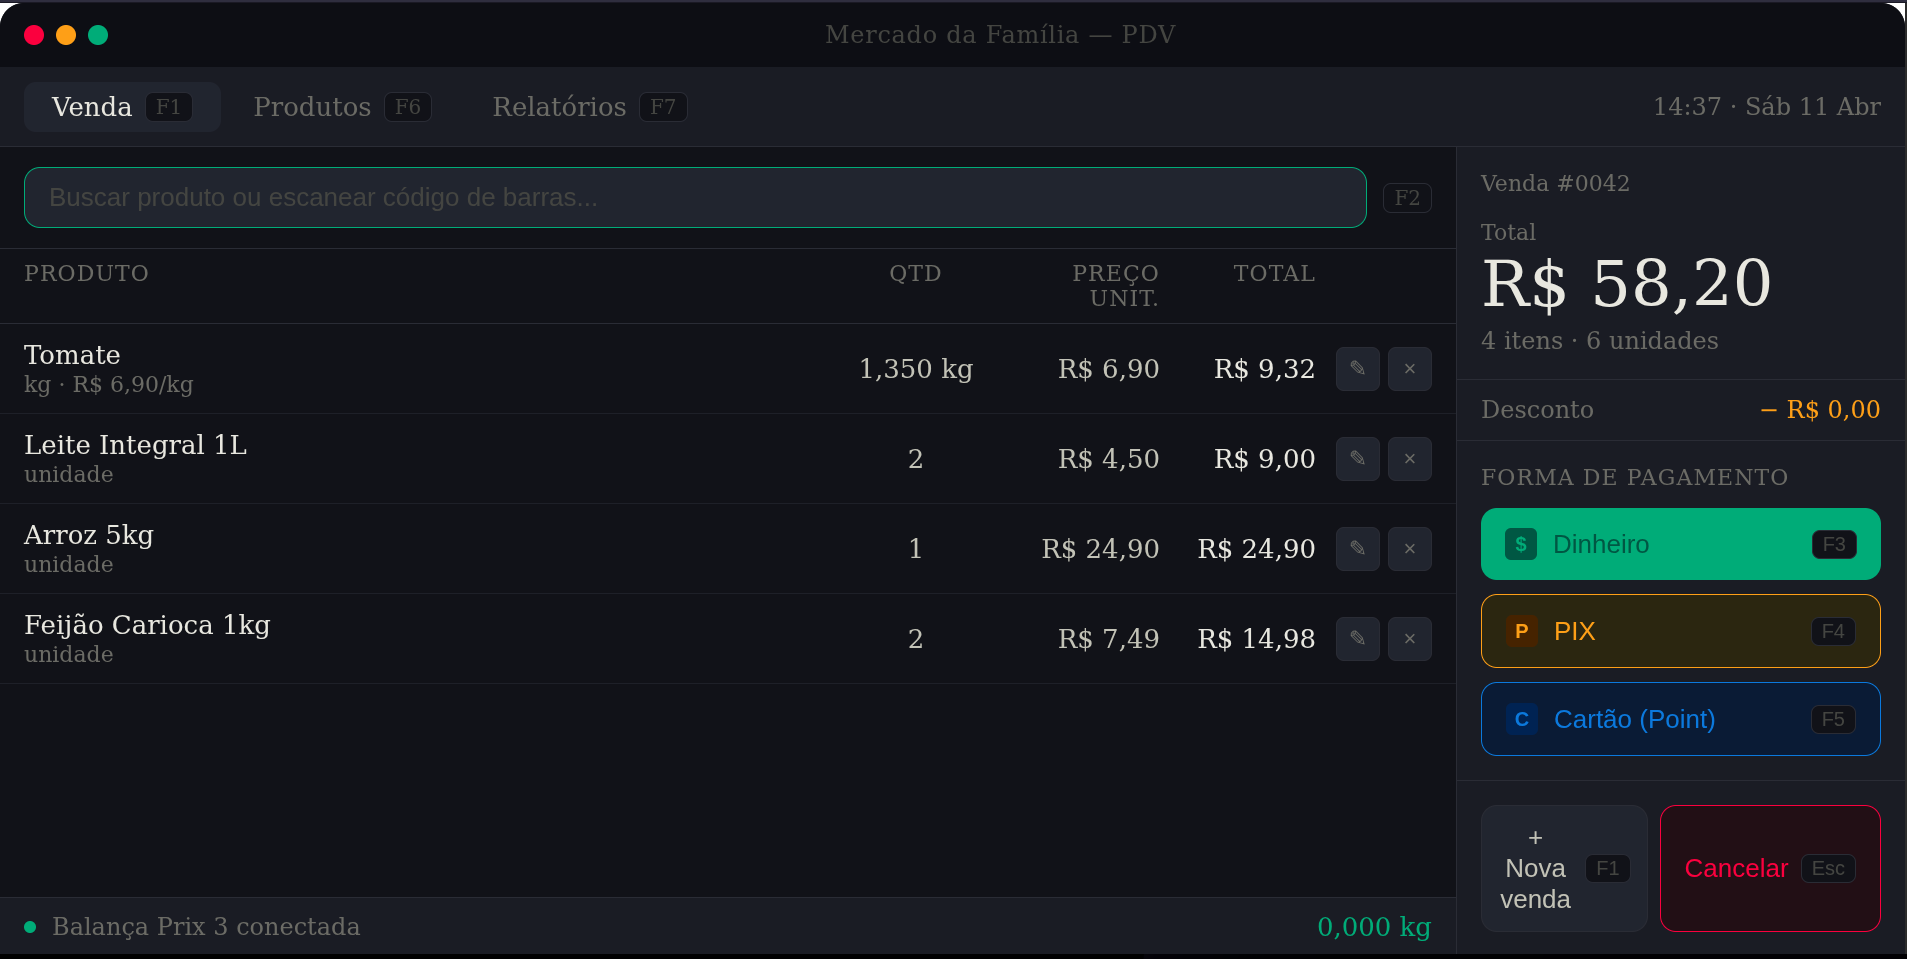 Mercado da Família — PDV
Venda F1 Produtos F6 Relatórios F7 14:37 · Sáb 11 Abr
Buscar produto ou escanear código de barras... F2
PRODUTO QTD PREÇO UNIT. TOTAL
Tomate
kg · R$ 6,90/kg
1,350 kg R$ 6,90 R$ 9,32 ✎ ×
Leite Integral 1L
unidade
2 R$ 4,50 R$ 9,00 ✎ ×
Arroz 5kg
unidade
1 R$ 24,90 R$ 24,90 ✎ ×
Feijão Carioca 1kg
unidade
2 R$ 7,49 R$ 14,98 ✎ ×
Balança Prix 3 conectada 0,000 kg
Venda #0042
Total
R$ 58,20
4 itens · 6 unidades
Desconto − R$ 0,00
FORMA DE PAGAMENTO
$ Dinheiro F3
P PIX F4
C Cartão (Point) F5
+
Nova
venda
F1
Cancelar Esc